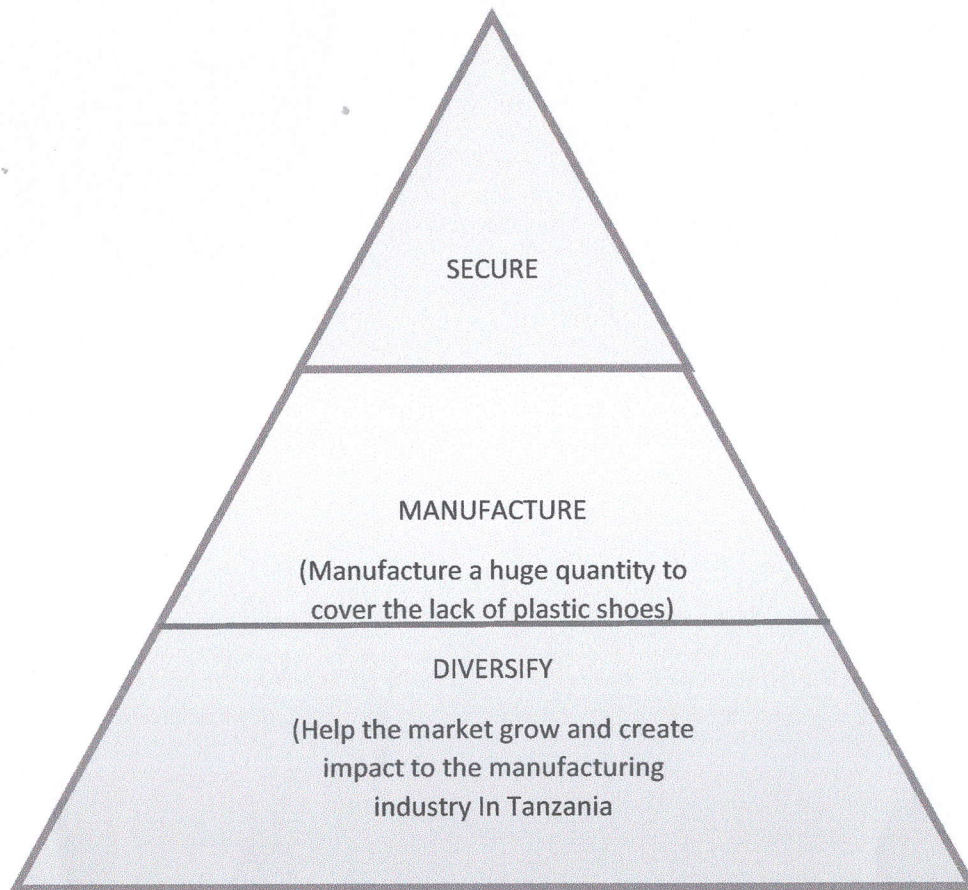 SECURE
MANUFACTURE
(Manufacture a huge quantity to
cover the lack of plastic shoes)
DIVERSIFY
(Help the market grow and create
impact to the manufacturing
industry In Tanzania